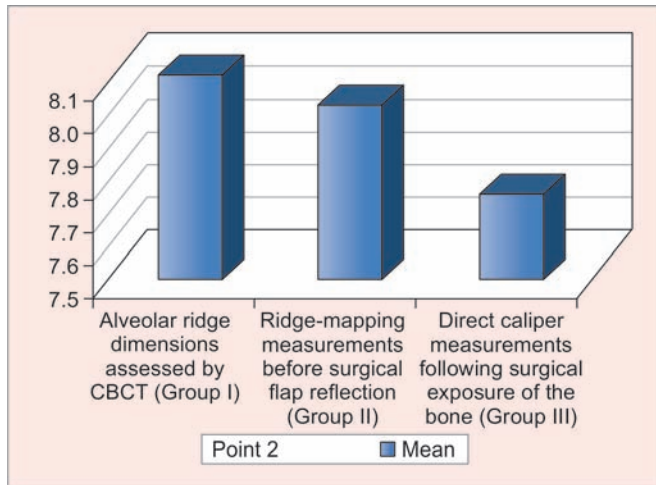 8.1
8.0
7.9
7.8
7.7
7.6
7.5
Alveolar ridge
dimensions
assessed by
CBCT (Group I)
Ridge-mapping
measurements
before surgical
flap reflection
(Group II)
Direct caliper
measurements
following surgical
exposure of the
bone (Group III)
Point 2 Mean